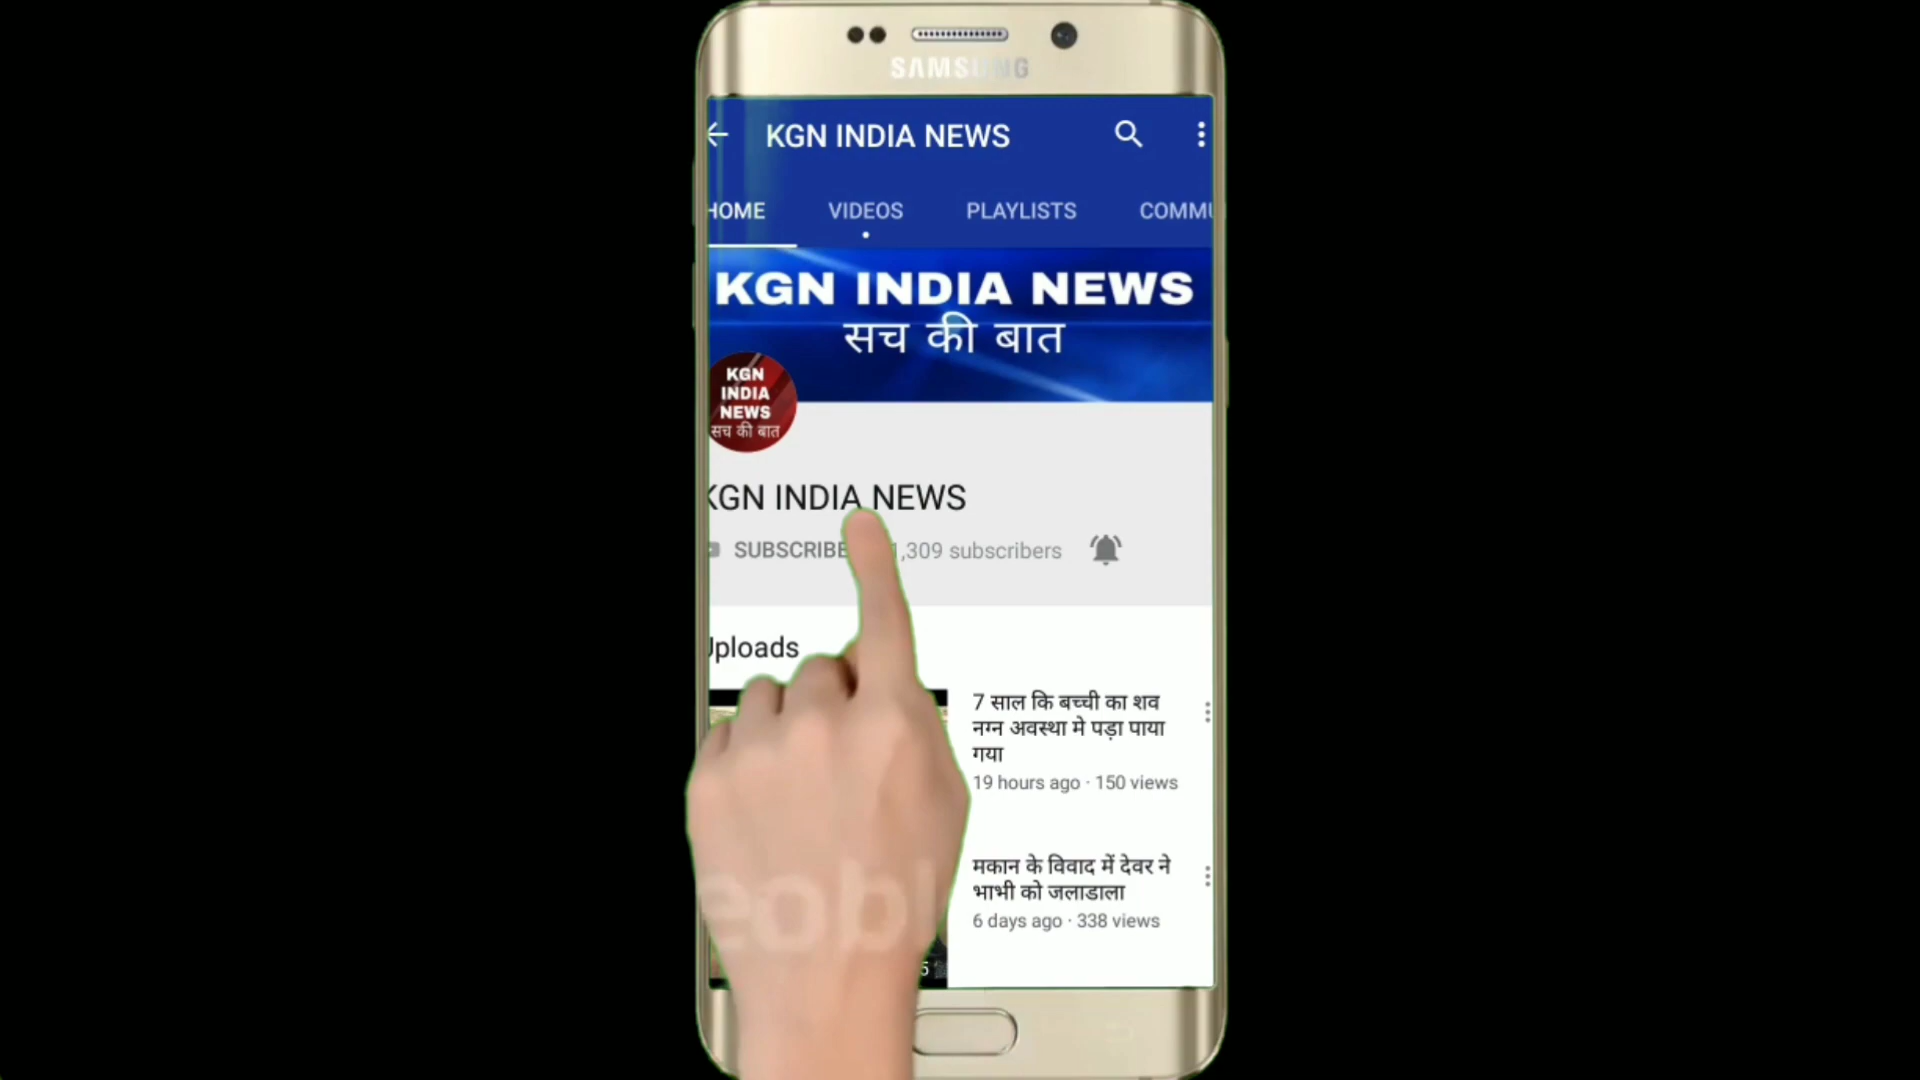 SAMSUNG
KGN INDIA NEWS
HOME VIDEOS PLAYLISTS
KGN INDIA NEWS
सच की बात
KGN
INDIA
NEWS
सच की बात
KGN INDIA NEWS
SUBSCRIBE 1,309 subscribers
Uploads
7 साल कि बच्ची का शव
नग्न अवस्था मे पड़ा पाया
गया
19 hours ago · 150 views
मकान के विवाद में देवर ने
भाभी को जलाडाला
6 days ago · 338 views